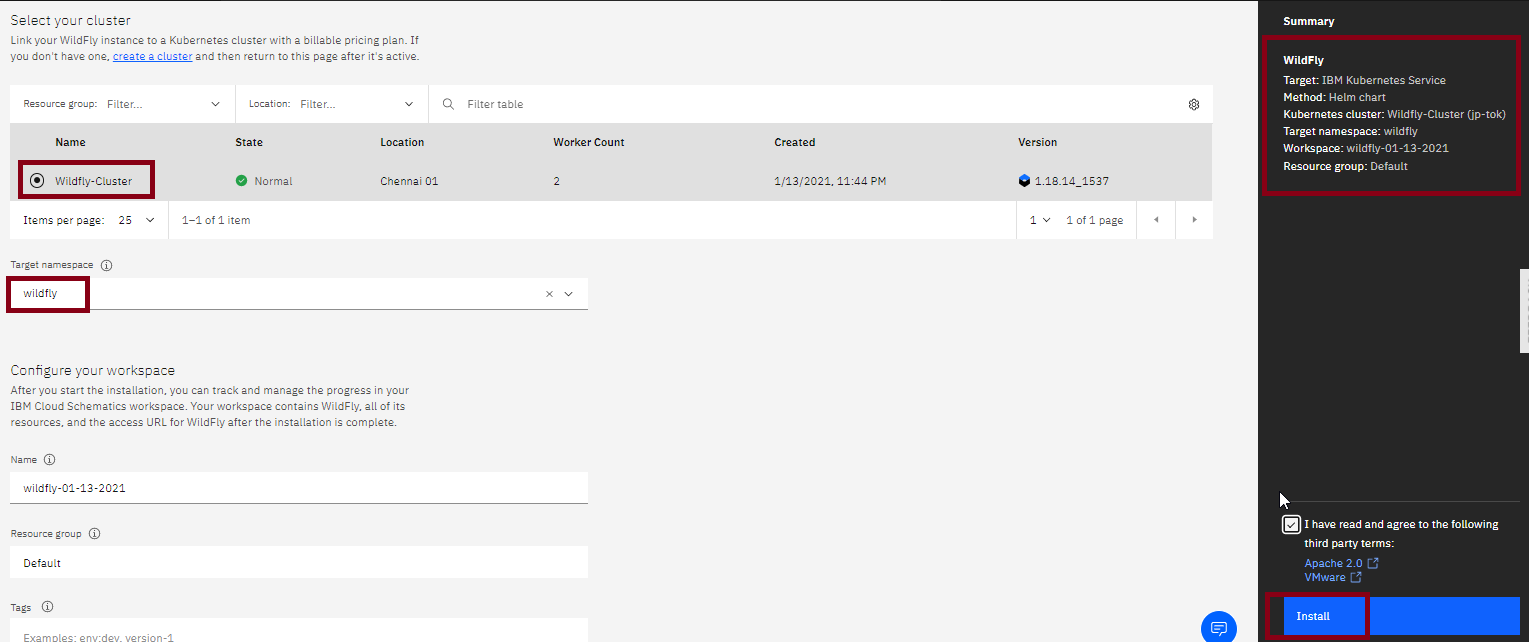 Select your cluster
Link your WildFly instance to a Kubernetes cluster with a billable pricing plan. If
you don't have one, create a cluster and then return to this page after it's active.
Resource group: Filter... Location: Filter... Filter table
Name State Location Worker Count Created Version
Wildfly-Cluster Normal Chennai 01 2 1/13/2021, 11:44 PM 1.18.14_1537
Items per page: 25 1–1 of 1 item 1 1 of 1 page
Target namespace
wildfly
Configure your workspace
After you start the installation, you can track and manage the progress in your
IBM Cloud Schematics workspace. Your workspace contains WildFly, all of its
resources, and the access URL for WildFly after the installation is complete.
Name
wildfly-01-13-2021
Resource group
Default
Tags
Examples: env:dev, version-1
Summary
WildFly
Target: IBM Kubernetes Service
Method: Helm chart
Kubernetes cluster: Wildfly-Cluster (jp-tok)
Target namespace: wildfly
Workspace: wildfly-01-13-2021
Resource group: Default
I have read and agree to the following
third party terms:
Apache 2.0
VMware
Install